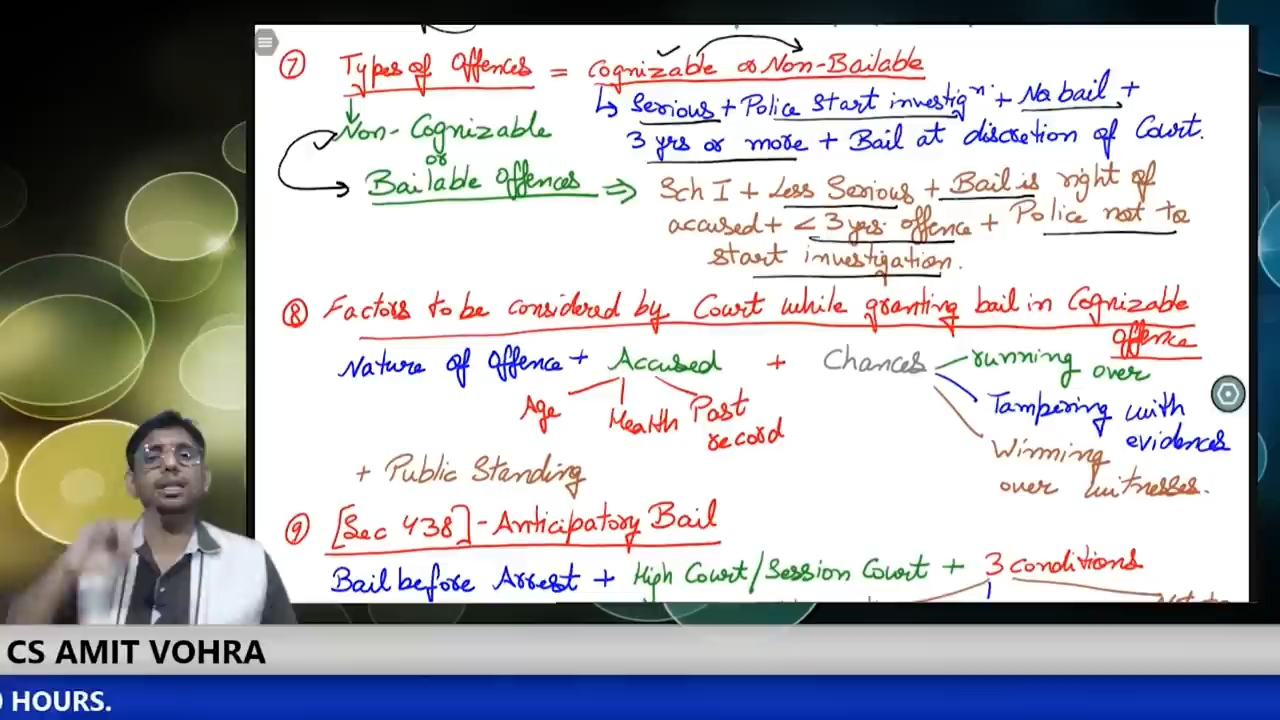 ⑦ Types of Offences = Cognizable or Non-Bailable
↳ Serious + Police Start investigⁿ. + No bail +
3 yrs or more + Bail at discretion of Court.
Non-Cognizable
or
Bailable Offences ⇒ Sch I + Less Serious + Bail is right of
accused + < 3 yrs. offence + Police not to
start investigation.
⑧ Factors to be considered by Court while granting bail in Cognizable
offence
Nature of offence + Accused + Chances
running over
Age Health Past
record
Tampering with
evidences
Winning
over witnesses.
+ Public Standing
⑨ [Sec 438] - Anticipatory Bail
Bail before Arrest + High Court/Session Court + 3 conditions
CS AMIT VOHRA
HOURS.